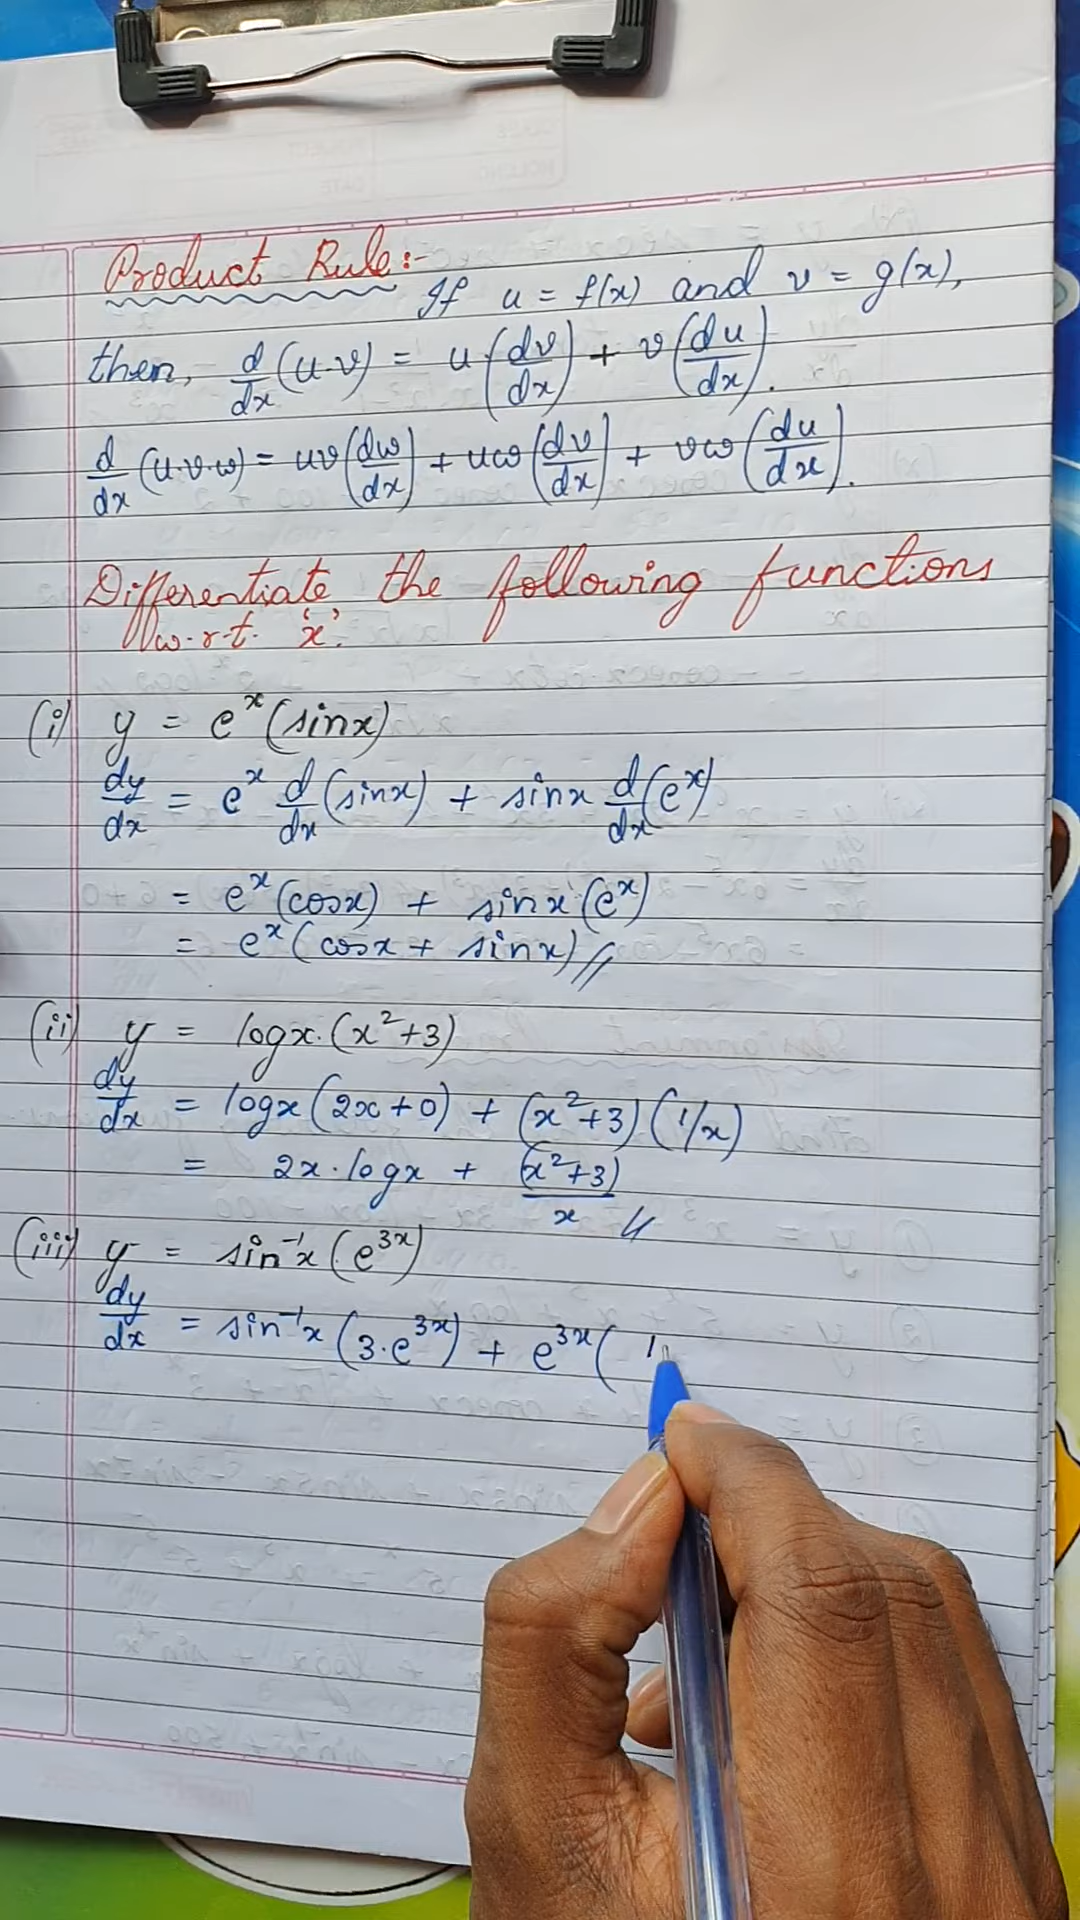 Product Rule:-
If u = f(x) and v = g(x),
then, d/dx (u.v) = u (dv/dx) + v (du/dx).
d/dx (u.v.w) = uv (dw/dx) + uw (dv/dx) + vw (du/dx).
Differentiate the following functions
w.r.t. 'x'.
(i) y = e^x (sinx)
dy/dx = e^x d/dx (sinx) + sinx d/dx (e^x)
= e^x (cosx) + sinx (e^x)
= e^x (cosx + sinx) //
(ii) y = logx. (x²+3)
dy/dx = logx (2x+0) + (x²+3) (1/x)
= 2x.logx + (x²+3)/x //
(iii) y = sin⁻¹x (e^3x)
dy/dx = sin⁻¹x (3.e^3x) + e^3x ( 1